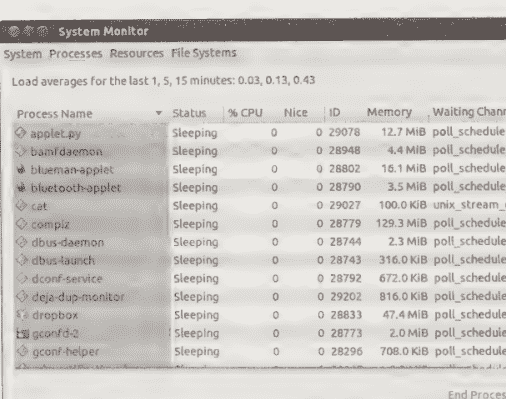 System Monitor
System Processes Resources File Systems
Load averages for the last 1, 5, 15 minutes: 0.03, 0.13, 0.43
Process Name Status % CPU Nice ID Memory Waiting Chann
applet.py Sleeping 0 0 29078 12.7 MiB poll_schedule
bamfdaemon Sleeping 0 0 28948 4.4 MiB poll_schedule
blueman-applet Sleeping 0 0 28802 16.1 MiB poll_schedule
bluetooth-applet Sleeping 0 0 28790 3.5 MiB poll_schedule
cat Sleeping 0 0 29027 100.0 KiB unix_stream_
compiz Sleeping 0 0 28779 129.3 MiB poll_schedule
dbus-daemon Sleeping 0 0 28744 2.3 MiB poll_schedule
dbus-launch Sleeping 0 0 28743 316.0 KiB poll_schedule
dconf-service Sleeping 0 0 28792 672.0 KiB poll_schedule
deja-dup-monitor Sleeping 0 0 29202 816.0 KiB poll_schedule
dropbox Sleeping 0 0 28833 47.4 MiB poll_schedule
gconfd-2 Sleeping 0 0 28773 2.0 MiB poll_schedule
gconf-helper Sleeping 0 0 28296 708.0 KiB poll_schedule
End Proces